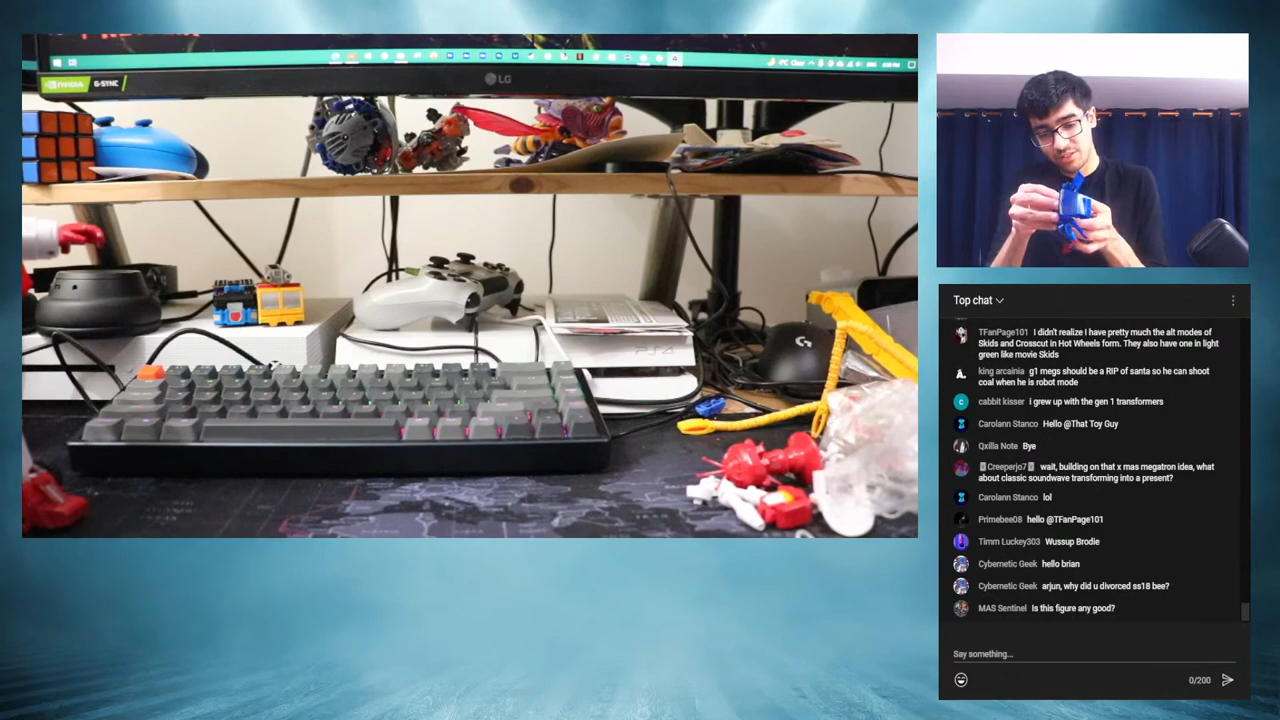 NVIDIA
G-SYNC
LG
PS4
G
Top chat
TFanPage101 I didn't realize I have pretty much the alt modes of
Skids and Crosscut in Hot Wheels form. They also have one in light
green like movie Skids
king arcainia g1 megs should be a RIP of santa so he can shoot
coal when he is robot mode
cabbit kisser i grew up with the gen 1 transformers
Carolann Stanco Hello @That Toy Guy
Qxilla Note Bye
Creeperjo7 wait, building on that x mas megatron idea, what
about classic soundwave transforming into a present?
Carolann Stanco lol
Primebee08 hello @TFanPage101
Timm Luckey303 Wussup Brodie
Cybernetic Geek hello brian
Cybernetic Geek arjun, why did u divorced ss18 bee?
MAS Sentinel Is this figure any good?
Say something...
0/200